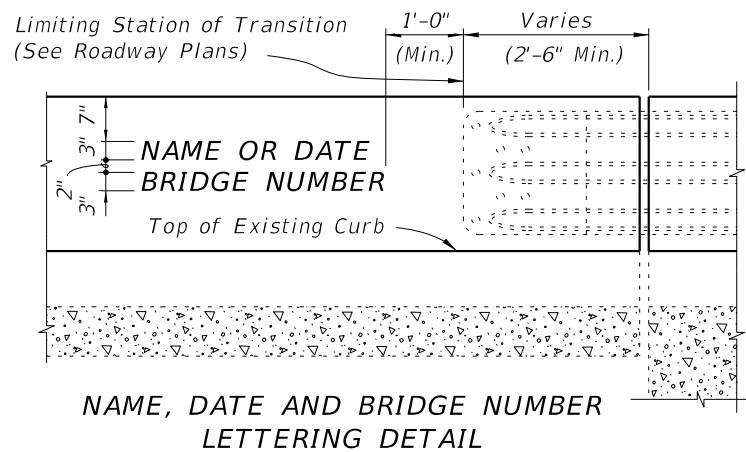 Limiting Station of Transition
(See Roadway Plans)
1'-0"
(Min.)
Varies
(2'-6" Min.)
7"
3"
2"
3"
NAME OR DATE
BRIDGE NUMBER
Top of Existing Curb
NAME, DATE AND BRIDGE NUMBER
LETTERING DETAIL